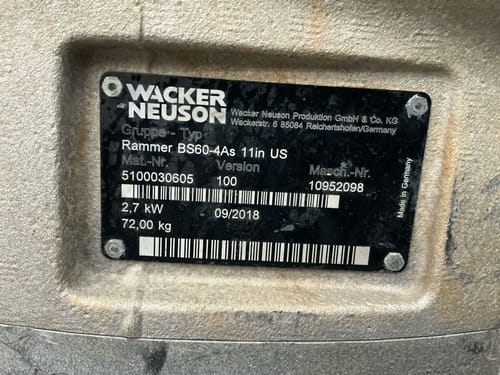 WACKER
NEUSON
Wacker Neuson Produktion GmbH & Co. KG
Wackerstr. 6 85084 Reichertshofen/Germany
Gruppe - Typ
Rammer BS60-4As 11in US
Mat.-Nr. Version Masch.-Nr.
5100030605 100 10952098
2,7 kW 09/2018
72,00 kg
Made in Germany